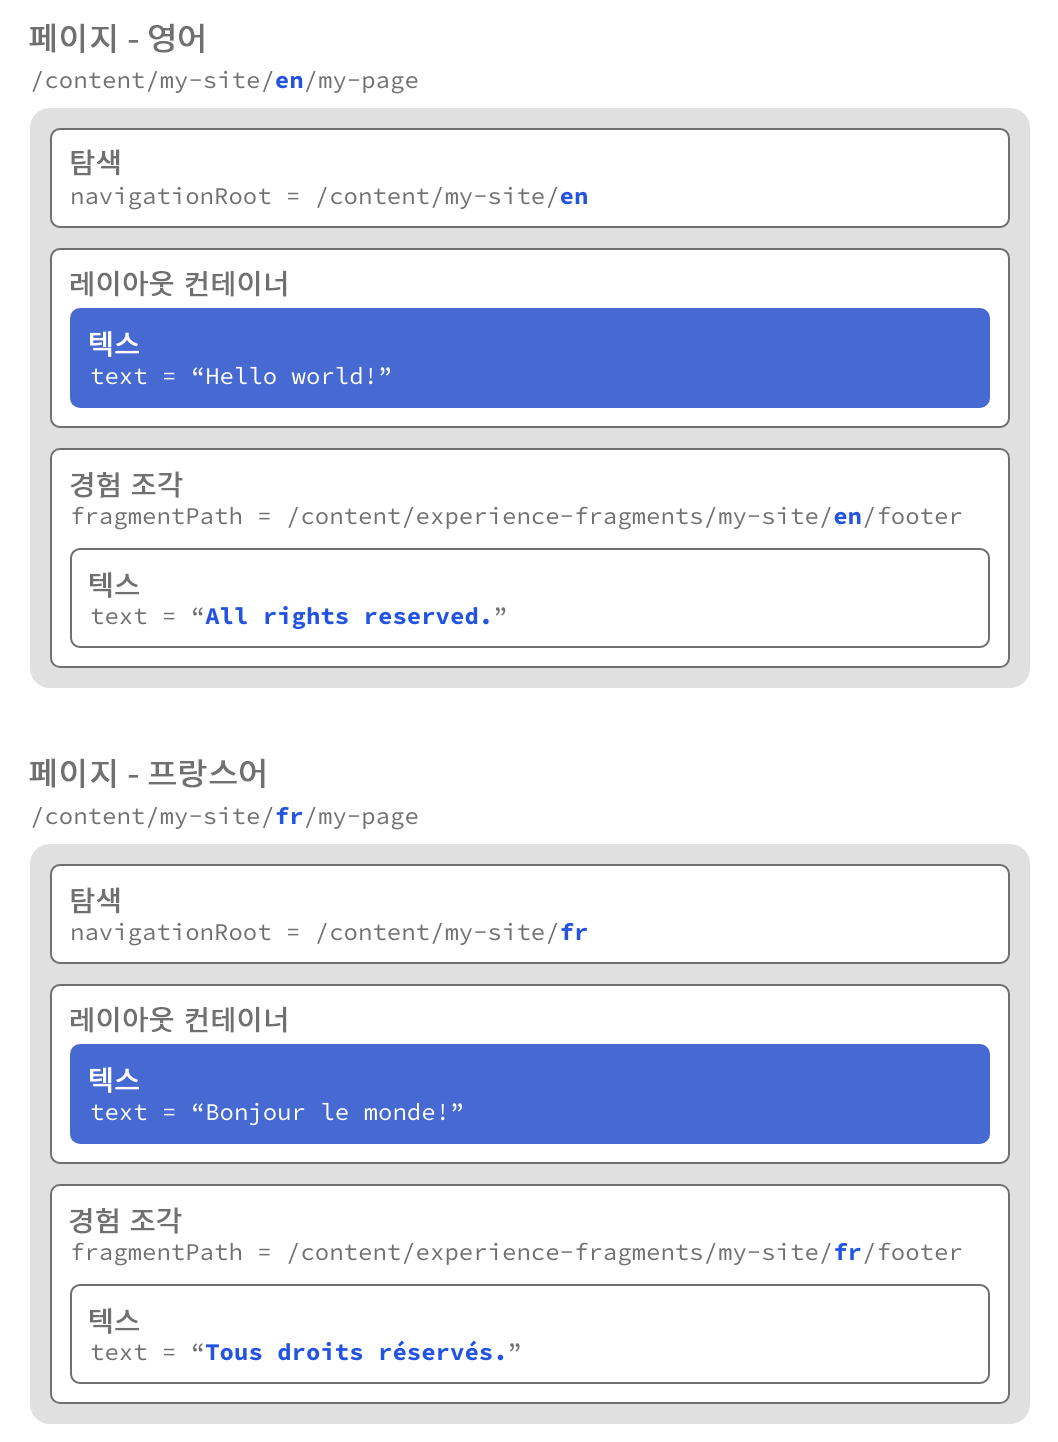 페이지 - 영어
/content/my-site/en/my-page
탐색
navigationRoot = /content/my-site/en
레이아웃 컨테이너
텍스
text = “Hello world!”
경험 조각
fragmentPath = /content/experience-fragments/my-site/en/footer
텍스
text = “All rights reserved.”
페이지 - 프랑스어
/content/my-site/fr/my-page
탐색
navigationRoot = /content/my-site/fr
레이아웃 컨테이너
텍스
text = “Bonjour le monde!”
경험 조각
fragmentPath = /content/experience-fragments/my-site/fr/footer
텍스
text = “Tous droits réservés.”